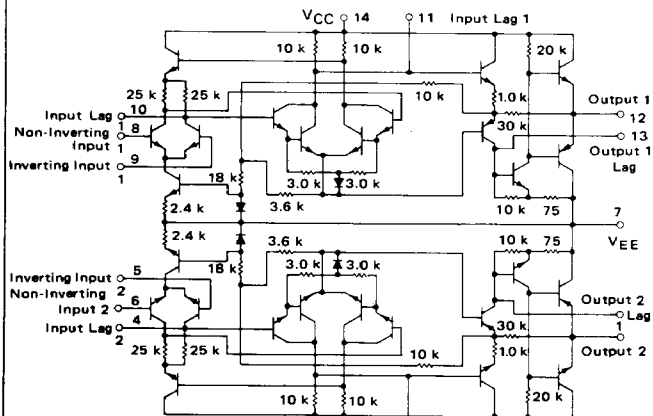 VCC 14
11
Input Lag 1
10 k
10 k
20 k
25 k
25 k
10 k
1.0 k
Input Lag
10
1
Output 1
12
Non-Inverting
8
Input 1
30 k
13
Output 1
Lag
Inverting Input
9
1
18 k
3.0 k
3.0 k
3.6 k
10 k
75
2.4 k
7
VEE
2.4 k
3.6 k
10 k
75
18 k
3.0 k
3.0 k
Inverting Input
5
2
Non-Inverting
6
Input 2
Output 2
Lag
Input Lag
4
2
30 k
1
Output 2
25 k
25 k
10 k
1.0 k
10 k
10 k
20 k